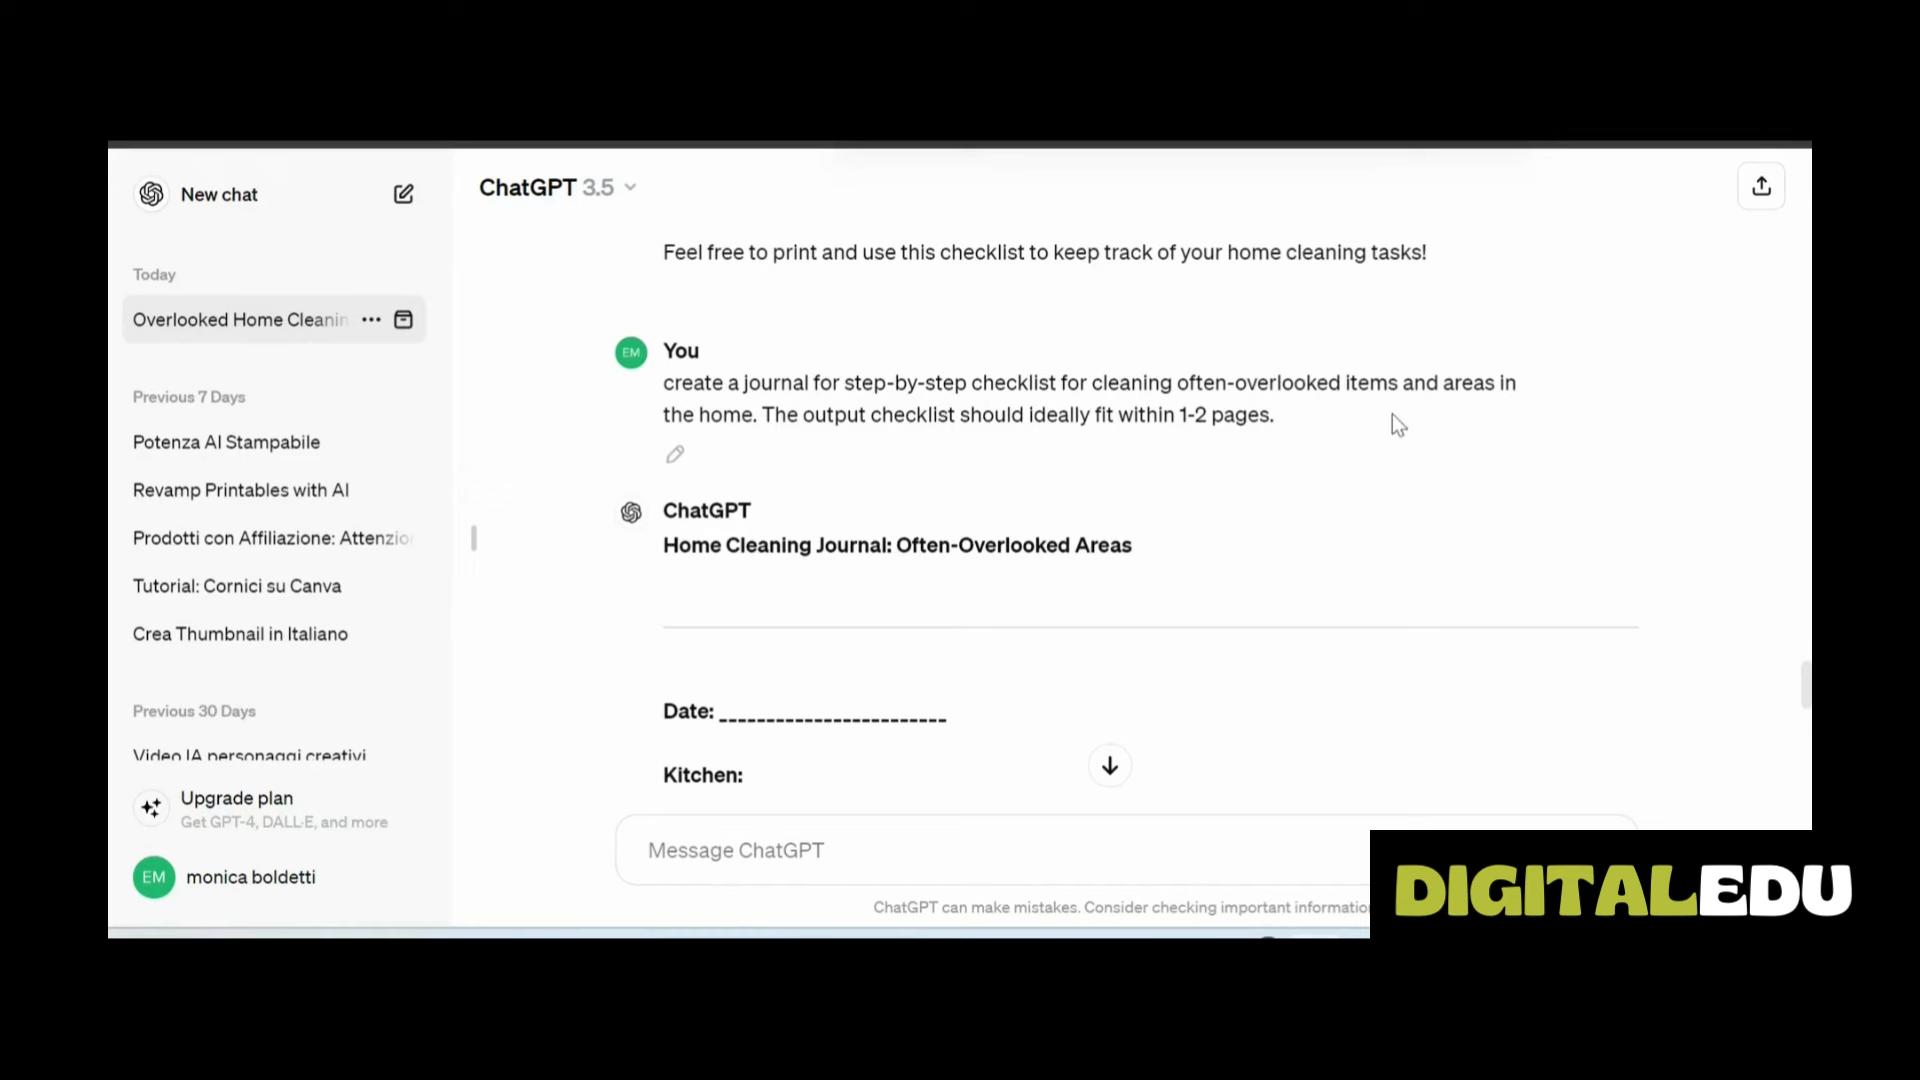 New chat
ChatGPT 3.5
Feel free to print and use this checklist to keep track of your home cleaning tasks!
Today
Overlooked Home Cleanin
EM
You
create a journal for step-by-step checklist for cleaning often-overlooked items and areas in
the home. The output checklist should ideally fit within 1-2 pages.
Previous 7 Days
Potenza AI Stampabile
Revamp Printables with AI
Prodotti con Affiliazione: Attenzio
Tutorial: Cornici su Canva
Crea Thumbnail in Italiano
ChatGPT
Home Cleaning Journal: Often-Overlooked Areas
Previous 30 Days
Video IA personaggi creativi
Date: ________________________
Kitchen:
Upgrade plan
Get GPT-4, DALL·E, and more
EM
monica boldetti
Message ChatGPT
ChatGPT can make mistakes. Consider checking important information
DIGITALEDU